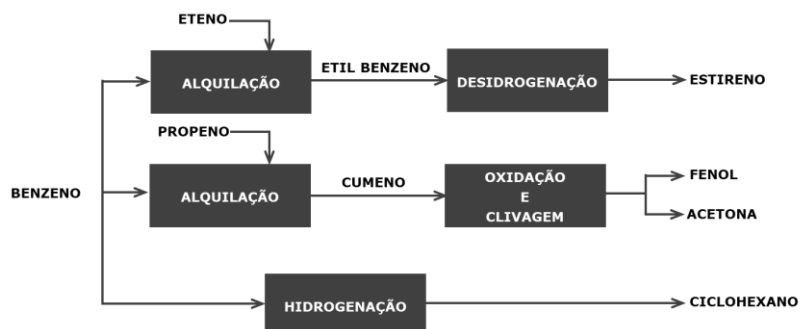 ETENO
ALQUILAÇÃO
ETIL BENZENO
DESIDROGENAÇÃO
ESTIRENO
PROPENO
BENZENO
ALQUILAÇÃO
CUMENO
OXIDAÇÃO
E
CLIVAGEM
FENOL
ACETONA
HIDROGENAÇÃO
CICLOHEXANO